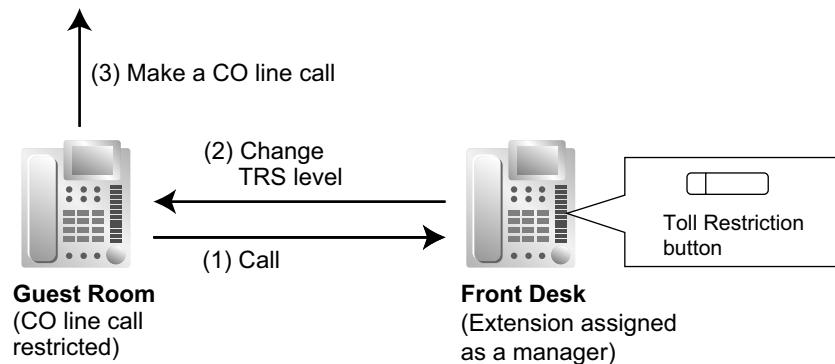 (3) Make a CO line call
(2) Change
TRS level
(1) Call
Toll Restriction
button
Guest Room
(CO line call
restricted)
Front Desk
(Extension assigned
as a manager)